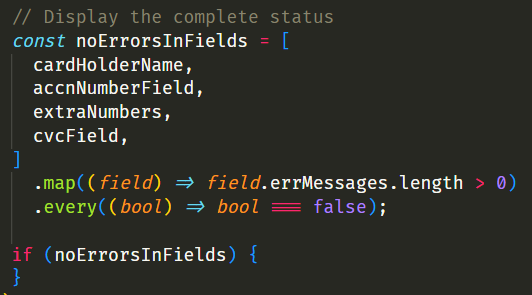 // Display the complete status
const noErrorsInFields = [
  cardHolderName,
  accnNumberField,
  extraNumbers,
  cvcField,
]
  .map((field) => field.errMessages.length > 0)
  .every((bool) => bool === false);

if (noErrorsInFields) {
}